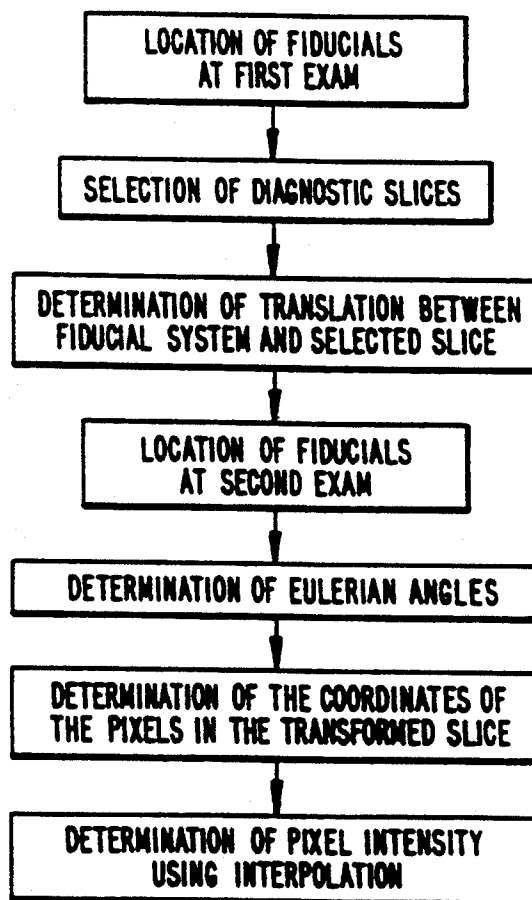 LOCATION OF FIDUCIALS
AT FIRST EXAM
SELECTION OF DIAGNOSTIC SLICES
DETERMINATION OF TRANSLATION BETWEEN
FIDUCIAL SYSTEM AND SELECTED SLICE
LOCATION OF FIDUCIALS
AT SECOND EXAM
DETERMINATION OF EULERIAN ANGLES
DETERMINATION OF THE COORDINATES OF
THE PIXELS IN THE TRANSFORMED SLICE
DETERMINATION OF PIXEL INTENSITY
USING INTERPOLATION